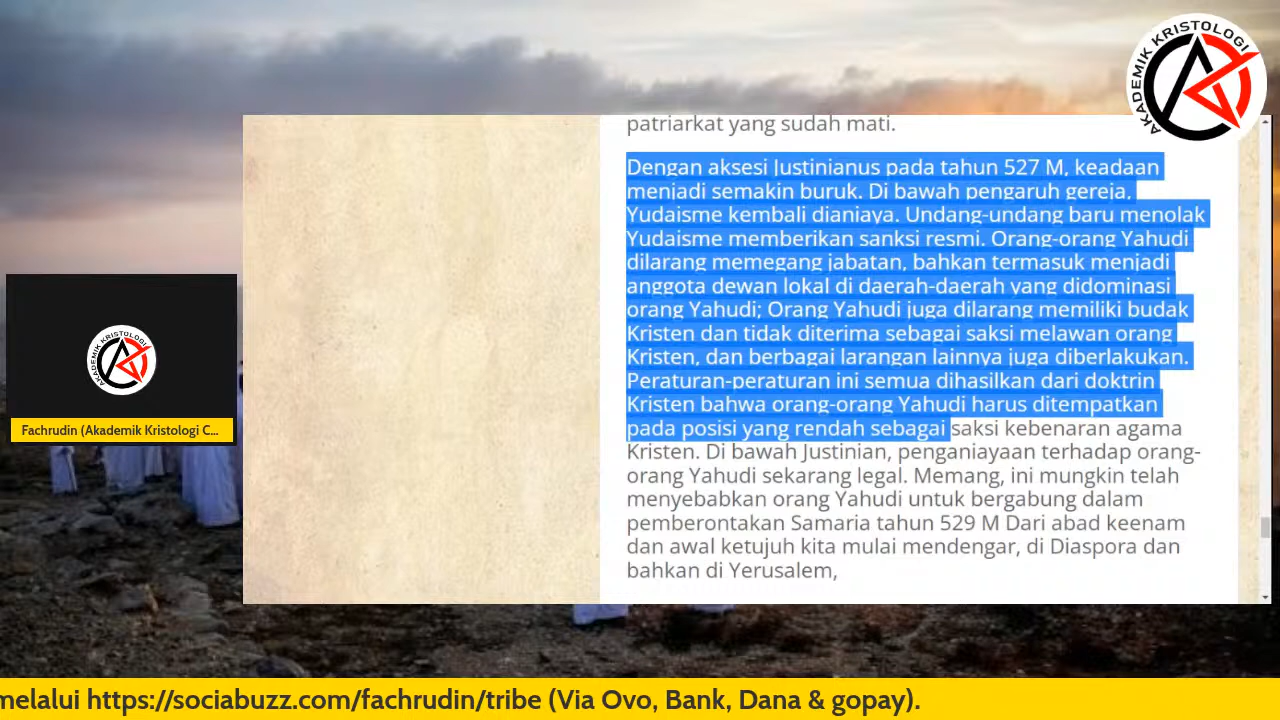 AKADEMIK KRISTOLOGI
patriarkat yang sudah mati.
Dengan aksesi Justinianus pada tahun 527 M, keadaan
menjadi semakin buruk. Di bawah pengaruh gereja,
Yudaisme kembali dianiaya. Undang-undang baru menolak
Yudaisme memberikan sanksi resmi. Orang-orang Yahudi
dilarang memegang jabatan, bahkan termasuk menjadi
anggota dewan lokal di daerah-daerah yang didominasi
orang Yahudi; Orang Yahudi juga dilarang memiliki budak
Kristen dan tidak diterima sebagai saksi melawan orang
Kristen, dan berbagai larangan lainnya juga diberlakukan.
Peraturan-peraturan ini semua dihasilkan dari doktrin
Kristen bahwa orang-orang Yahudi harus ditempatkan
pada posisi yang rendah sebagai saksi kebenaran agama
Kristen. Di bawah Justinian, penganiayaan terhadap orang-
orang Yahudi sekarang legal. Memang, ini mungkin telah
menyebabkan orang Yahudi untuk bergabung dalam
pemberontakan Samaria tahun 529 M Dari abad keenam
dan awal ketujuh kita mulai mendengar, di Diaspora dan
bahkan di Yerusalem,
AKADEMIK KRISTOLOGI
Fachrudin (Akademik Kristologi C...
melalui https://sociabuzz.com/fachrudin/tribe (Via Ovo, Bank, Dana & gopay).